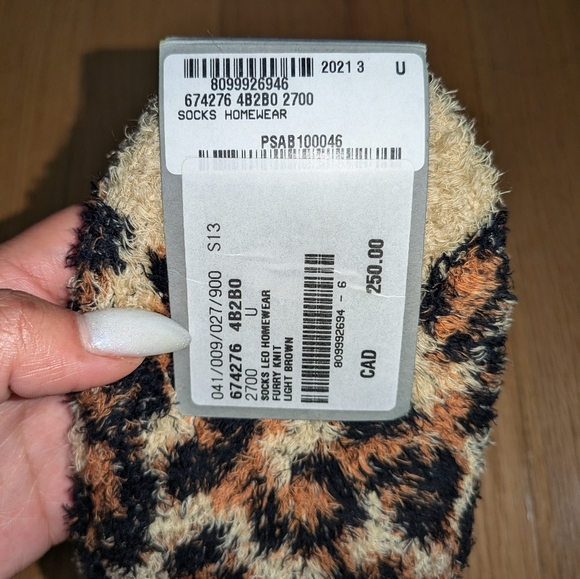 2021 3 U
8099926946
674276 4B2B0 2700
SOCKS HOMEWEAR
PSAB100046
041/009/027/900 S13
674276 4B2B0
2700 U
SOCKS LEO HOMEWEAR
FURRY KNIT
LIGHT BROWN
809992694 - 6
CAD 250.00